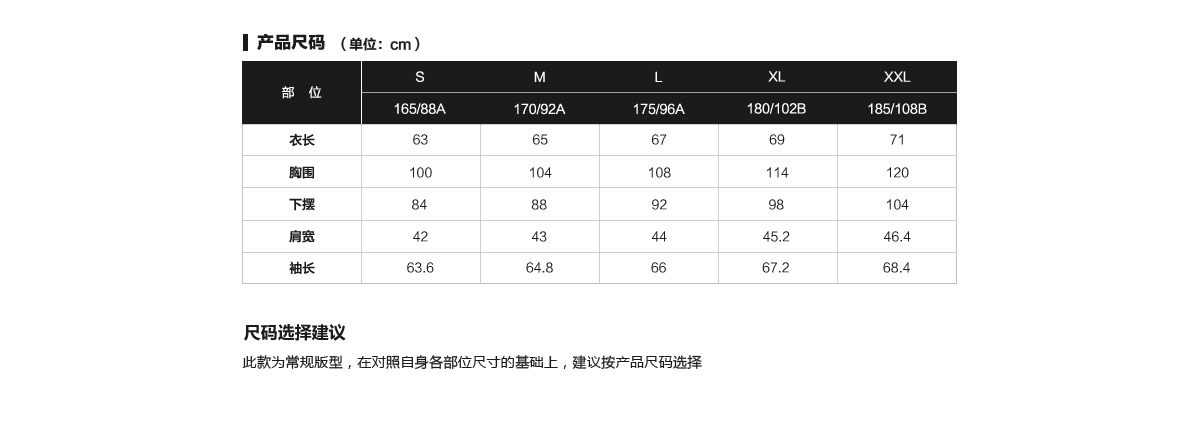 产品尺码 （单位：cm）
部 位 S M L XL XXL
165/88A 170/92A 175/96A 180/102B 185/108B
衣长 63 65 67 69 71
胸围 100 104 108 114 120
下摆 84 88 92 98 104
肩宽 42 43 44 45.2 46.4
袖长 63.6 64.8 66 67.2 68.4
尺码选择建议
此款为常规版型，在对照自身各部位尺寸的基础上，建议按产品尺码选择